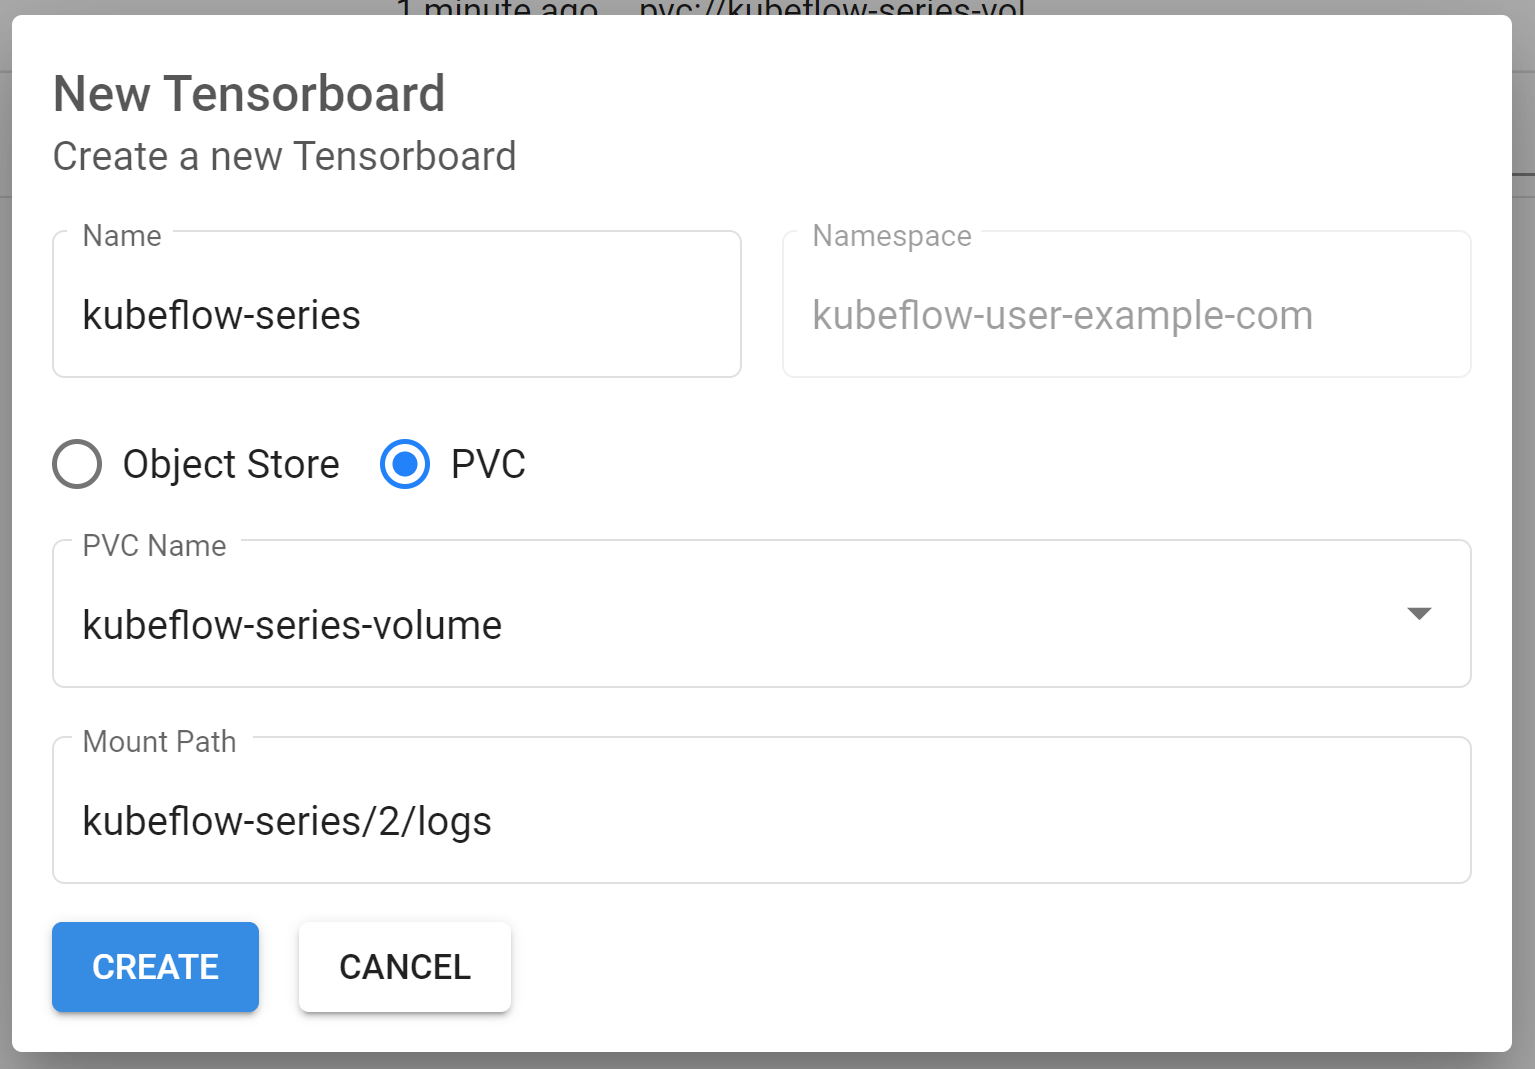 1 minute ago pvc://kubeflow-series-vol
New Tensorboard
Create a new Tensorboard
Name
kubeflow-series
Namespace
kubeflow-user-example-com
Object Store
PVC
PVC Name
kubeflow-series-volume
Mount Path
kubeflow-series/2/logs
CREATE
CANCEL